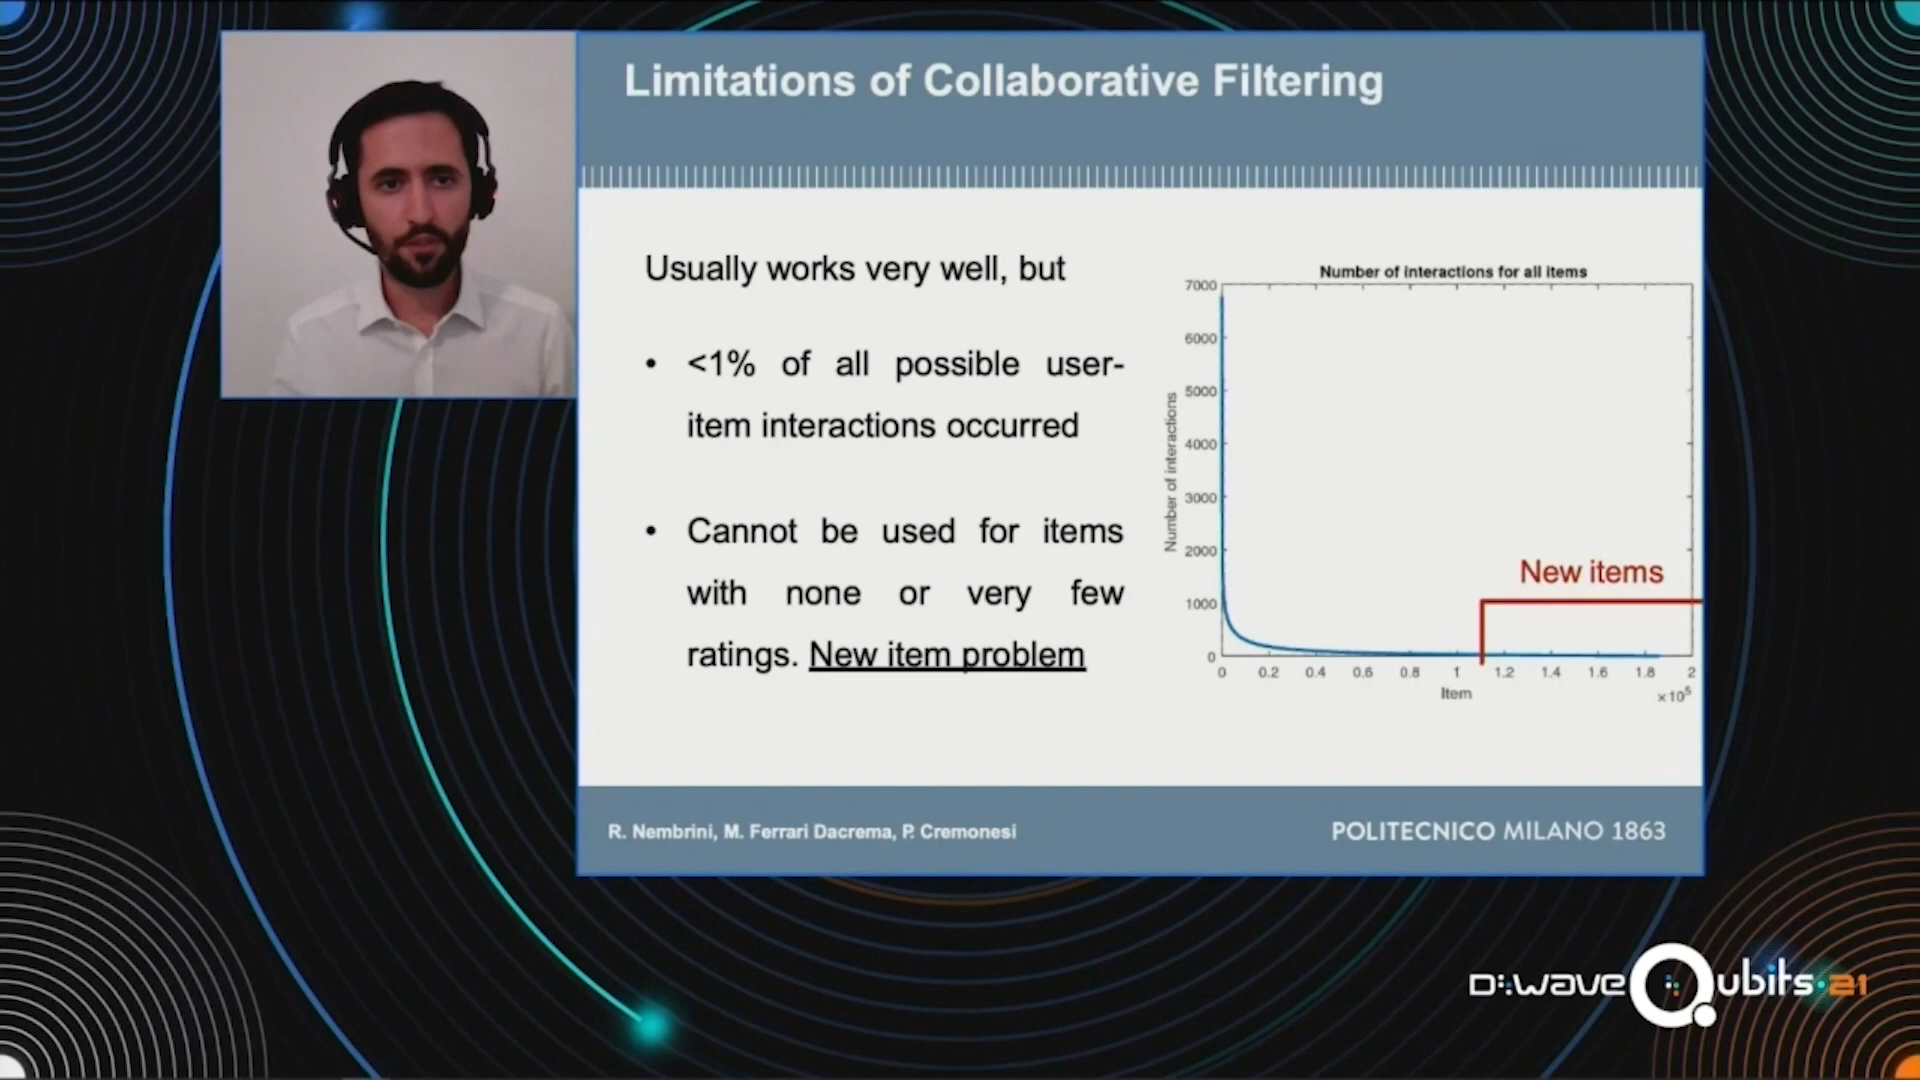 Limitations of Collaborative Filtering
Usually works very well, but
• <1% of all possible user-
item interactions occurred
• Cannot be used for items
with none or very few
ratings. New item problem
Number of interactions for all items
Number of interactions
7000
6000
5000
4000
3000
2000
1000
0
New items
0 0.2 0.4 0.6 0.8 1 1.2 1.4 1.6 1.8 2
Item
×10⁵
R. Nembrini, M. Ferrari Dacrema, P. Cremonesi
POLITECNICO MILANO 1863
D:wave Qubits·21